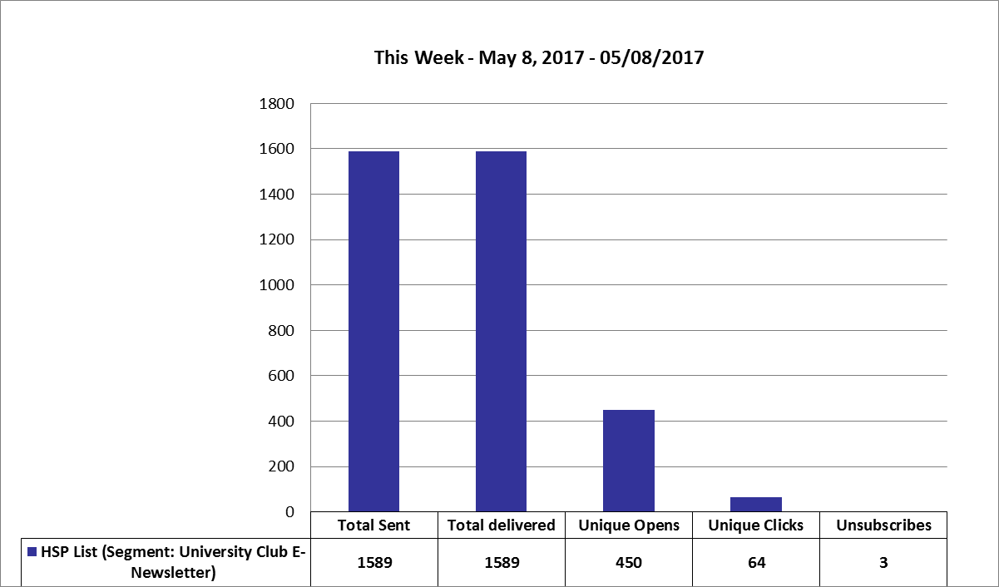 This Week - May 8, 2017 - 05/08/2017
1800
1600
1400
1200
1000
800
600
400
200
0
Total Sent Total delivered Unique Opens Unique Clicks Unsubscribes
HSP List (Segment: University Club E-
Newsletter)
1589 1589 450 64 3